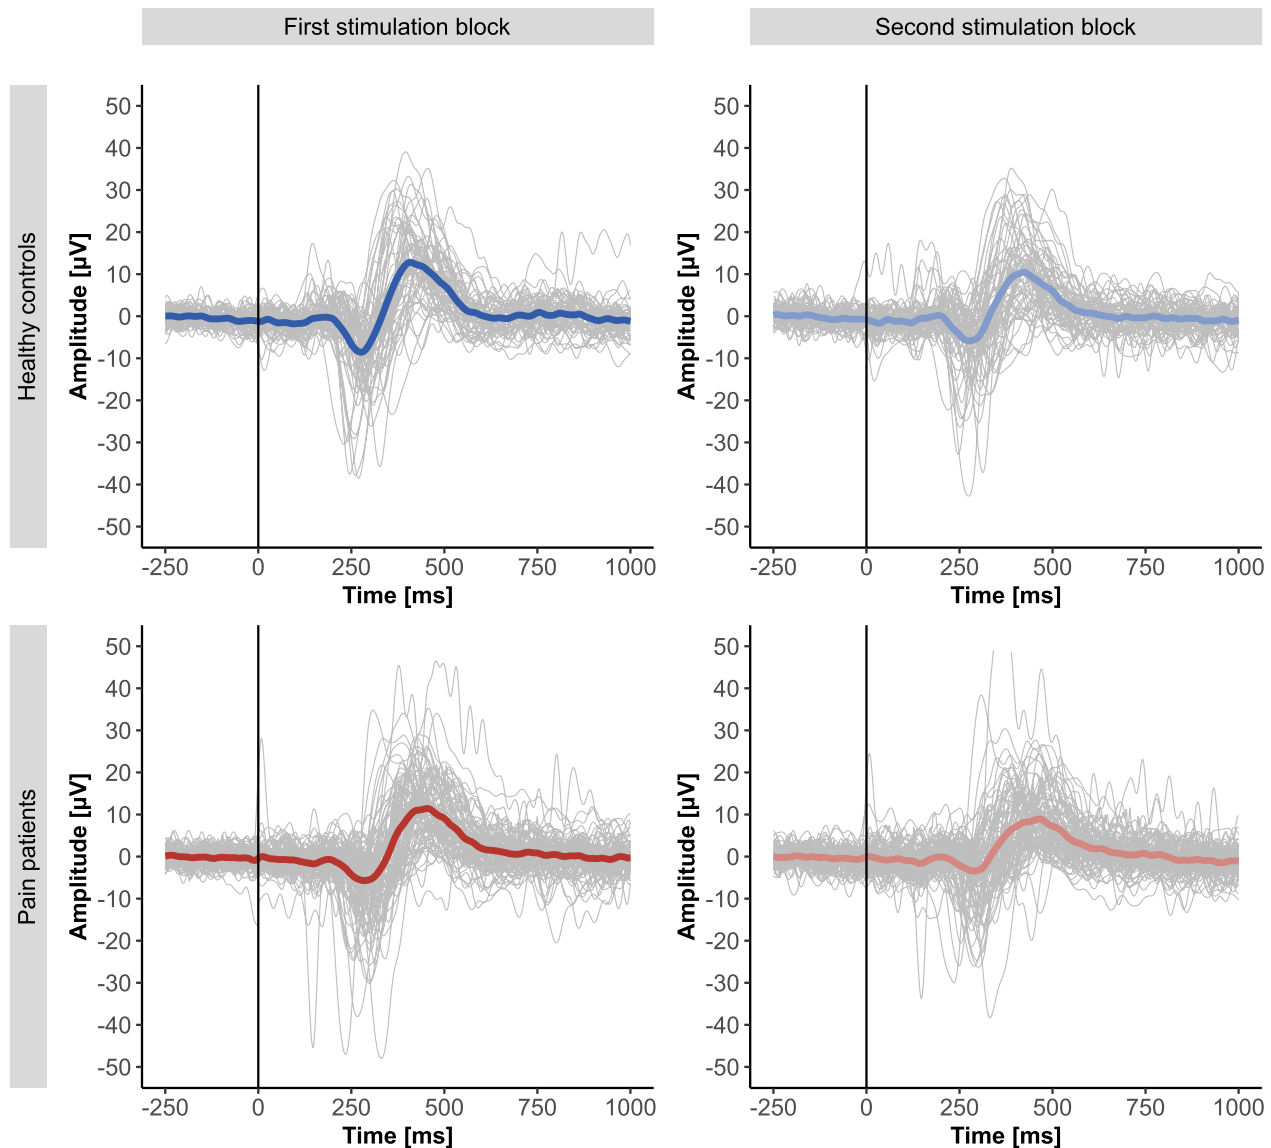 First stimulation block
Second stimulation block
Healthy controls
Amplitude [µV]
50
40
30
20
10
0
-10
-20
-30
-40
-50
-250 0 250 500 750 1000
Time [ms]
Amplitude [µV]
50
40
30
20
10
0
-10
-20
-30
-40
-50
-250 0 250 500 750 1000
Time [ms]
Pain patients
Amplitude [µV]
50
40
30
20
10
0
-10
-20
-30
-40
-50
-250 0 250 500 750 1000
Time [ms]
Amplitude [µV]
50
40
30
20
10
0
-10
-20
-30
-40
-50
-250 0 250 500 750 1000
Time [ms]